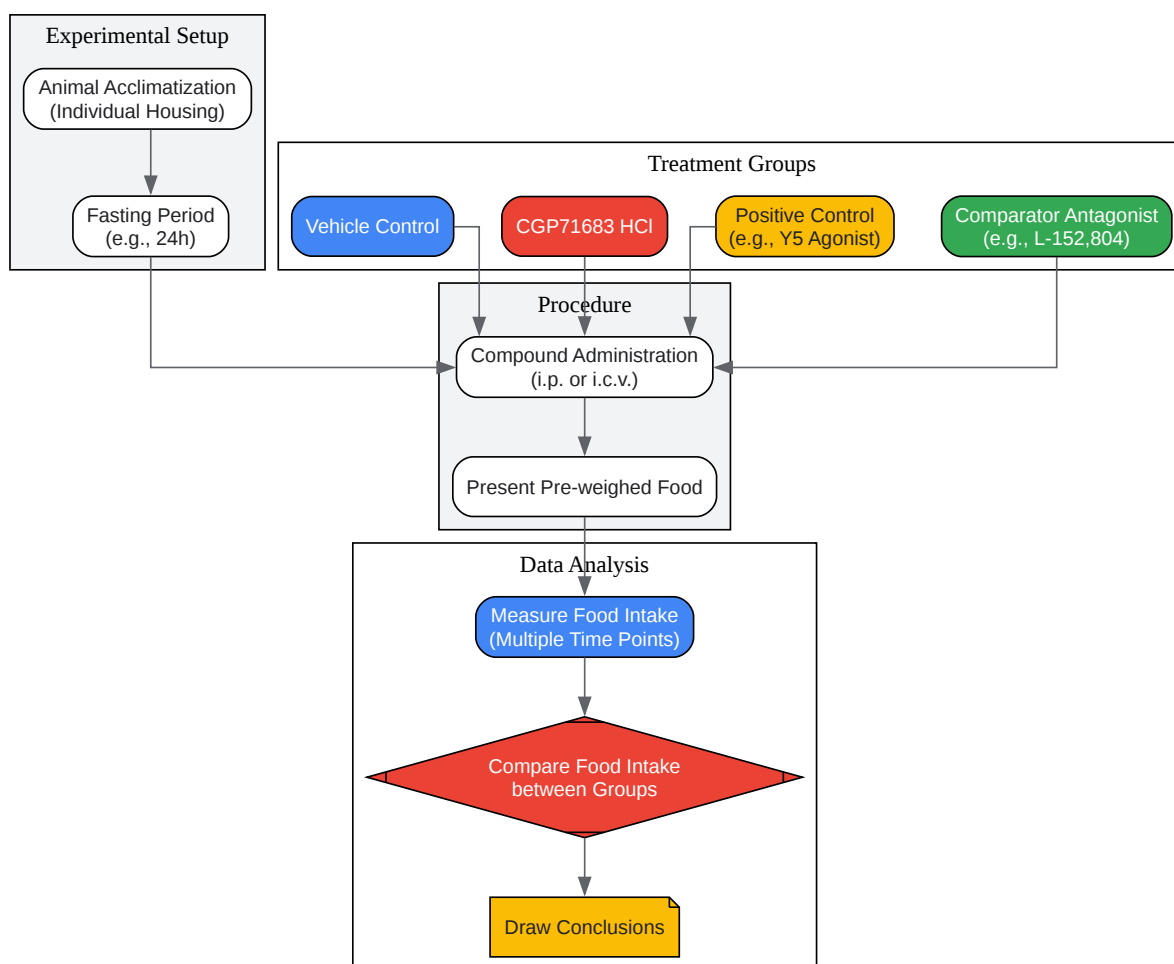 Experimental Setup
Animal Acclimatization
(Individual Housing)
Fasting Period
(e.g., 24h)
Treatment Groups
Vehicle Control
CGP71683 HCl
Positive Control
(e.g., Y5 Agonist)
Comparator Antagonist
(e.g., L-152,804)
Procedure
Compound Administration
(i.p. or i.c.v.)
Present Pre-weighed Food
Data Analysis
Measure Food Intake
(Multiple Time Points)
Compare Food Intake
between Groups
Draw Conclusions